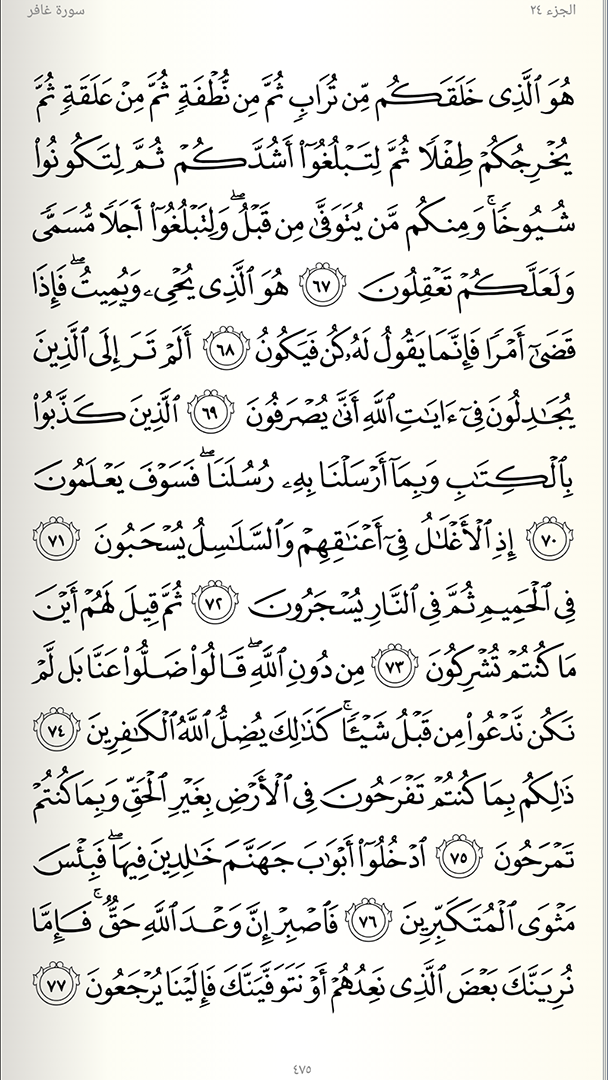 الجزء ٢٤
سورة غافر
هُوَ ٱلَّذِى خَلَقَكُم مِّن تُرَابٍ ثُمَّ مِن نُّطْفَةٍ ثُمَّ مِنْ عَلَقَةٍ ثُمَّ
يُخْرِجُكُمْ طِفْلًا ثُمَّ لِتَبْلُغُوٓا۟ أَشُدَّكُمْ ثُمَّ لِتَكُونُوا۟
شُيُوخًا ۚ وَمِنكُم مَّن يُتَوَفَّىٰ مِن قَبْلُ ۖ وَلِتَبْلُغُوٓا۟ أَجَلًا مُّسَمًّى
وَلَعَلَّكُمْ تَعْقِلُونَ ٦٧ هُوَ ٱلَّذِى يُحْىِۦ وَيُمِيتُ ۖ فَإِذَا
قَضَىٰٓ أَمْرًا فَإِنَّمَا يَقُولُ لَهُۥ كُن فَيَكُونُ ٦٨ أَلَمْ تَرَ إِلَى ٱلَّذِينَ
يُجَـٰدِلُونَ فِىٓ ءَايَـٰتِ ٱللَّهِ أَنَّىٰ يُصْرَفُونَ ٦٩ ٱلَّذِينَ كَذَّبُوا۟
بِٱلْكِتَـٰبِ وَبِمَآ أَرْسَلْنَا بِهِۦ رُسُلَنَا ۖ فَسَوْفَ يَعْلَمُونَ
٧٠ إِذِ ٱلْأَغْلَـٰلُ فِىٓ أَعْنَـٰقِهِمْ وَٱلسَّلَـٰسِلُ يُسْحَبُونَ ٧١
فِى ٱلْحَمِيمِ ثُمَّ فِى ٱلنَّارِ يُسْجَرُونَ ٧٢ ثُمَّ قِيلَ لَهُمْ أَيْنَ
مَا كُنتُمْ تُشْرِكُونَ ٧٣ مِن دُونِ ٱللَّهِ ۖ قَالُوا۟ ضَلُّوا۟ عَنَّا بَل لَّمْ
نَكُن نَّدْعُوا۟ مِن قَبْلُ شَيْـًٔا ۚ كَذَٰلِكَ يُضِلُّ ٱللَّهُ ٱلْكَـٰفِرِينَ ٧٤
ذَٰلِكُم بِمَا كُنتُمْ تَفْرَحُونَ فِى ٱلْأَرْضِ بِغَيْرِ ٱلْحَقِّ وَبِمَا كُنتُمْ
تَمْرَحُونَ ٧٥ ٱدْخُلُوٓا۟ أَبْوَٰبَ جَهَنَّمَ خَـٰلِدِينَ فِيهَا ۖ فَبِئْسَ
مَثْوَى ٱلْمُتَكَبِّرِينَ ٧٦ فَٱصْبِرْ إِنَّ وَعْدَ ٱللَّهِ حَقٌّ ۚ فَإِمَّا
نُرِيَنَّكَ بَعْضَ ٱلَّذِى نَعِدُهُمْ أَوْ نَتَوَفَّيَنَّكَ فَإِلَيْنَا يُرْجَعُونَ ٧٧
٤٧٥